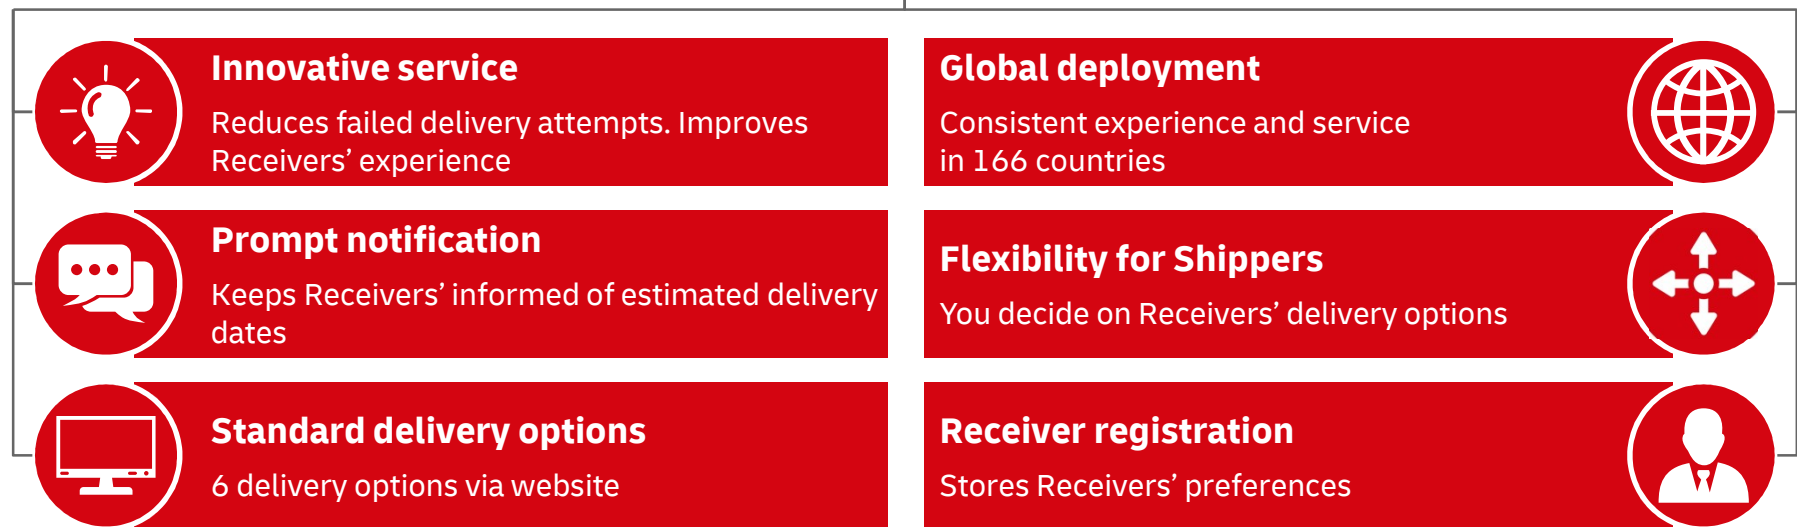 Innovative service
Reduces failed delivery attempts. Improves
Receivers’ experience
Prompt notification
Keeps Receivers’ informed of estimated delivery
dates
Standard delivery options
6 delivery options via website
Global deployment
Consistent experience and service
in 166 countries
Flexibility for Shippers
You decide on Receivers’ delivery options
Receiver registration
Stores Receivers’ preferences